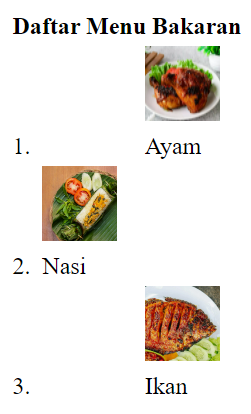 Daftar Menu Bakaran
1. Ayam
2. Nasi
3. Ikan